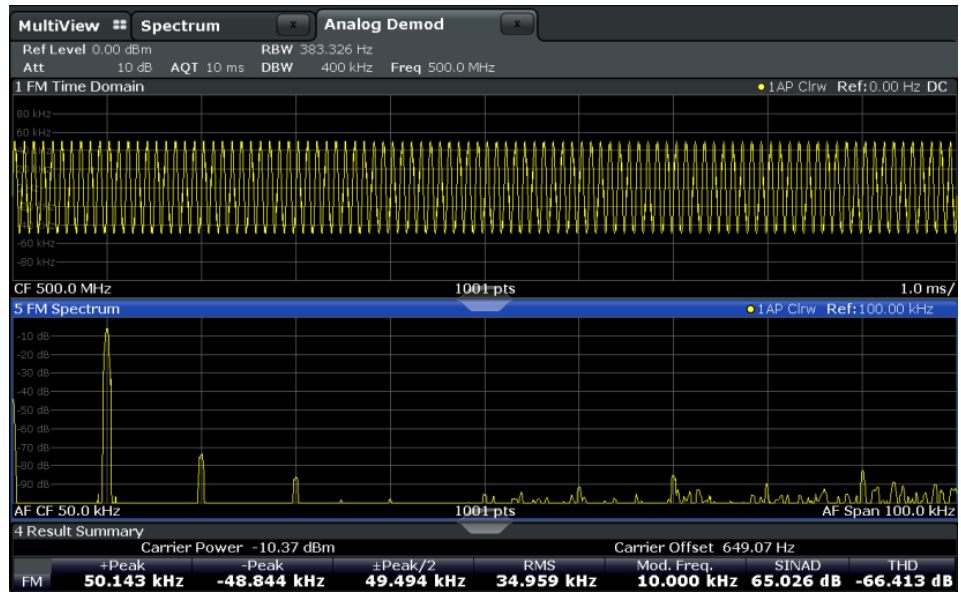 MultiView Spectrum x Analog Demod x
Ref Level 0.00 dBm RBW 383.326 Hz
Att 10 dB AQT 10 ms DBW 400 kHz Freq 500.0 MHz
1 FM Time Domain 1AP Clrw Ref:0.00 Hz DC
80 kHz
60 kHz
-60 kHz
-80 kHz
CF 500.0 MHz 1001 pts 1.0 ms/
5 FM Spectrum 1AP Clrw Ref:100.00 kHz
-10 dB
-20 dB
-30 dB
-40 dB
-50 dB
-60 dB
-70 dB
-80 dB
-90 dB
AF CF 50.0 kHz 1001 pts AF Span 100.0 kHz
4 Result Summary
Carrier Power -10.37 dBm Carrier Offset 649.07 Hz
+Peak -Peak ±Peak/2 RMS Mod. Freq. SINAD THD
FM 50.143 kHz -48.844 kHz 49.494 kHz 34.959 kHz 10.000 kHz 65.026 dB -66.413 dB